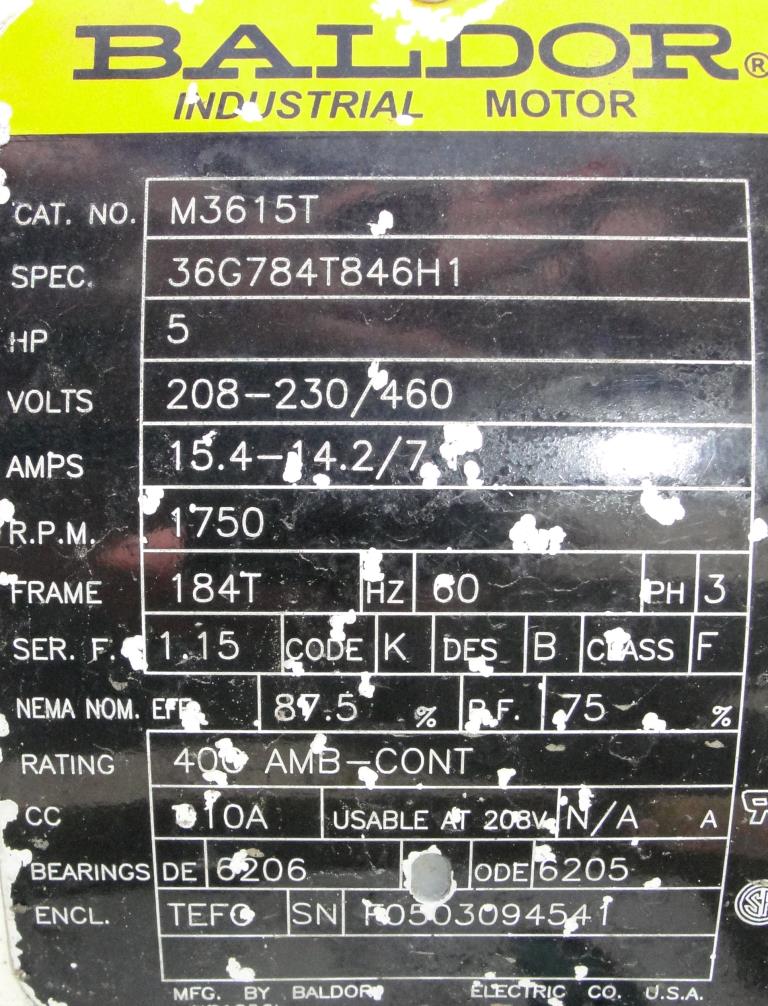 BALDOR®
INDUSTRIAL MOTOR
CAT. NO. M3615T
SPEC. 36G784T846H1
HP 5
VOLTS 208-230/460
AMPS 15.4-14.2/7.
R.P.M. 1750
FRAME 184T HZ 60 PH 3
SER. F. 1.15 CODE K DES B CLASS F
NEMA NOM. EFF. 87.5 % P.F. 75 %
RATING 40C AMB-CONT
CC 010A USABLE AT 208V N/A A
BEARINGS DE 6206 ODE 6205
ENCL. TEFC SN F0503094541
MFG. BY BALDOR ELECTRIC CO. U.S.A.